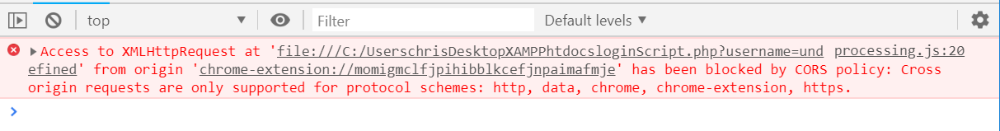 top ▼ Filter Default levels ▼
Access to XMLHttpRequest at 'file:///C:/UserschrisDesktopXAMPPhtdocsloginScript.php?username=und processing.js:20
efined' from origin 'chrome-extension://momigmclfjpihibblkcefjnpaimafmje' has been blocked by CORS policy: Cross
origin requests are only supported for protocol schemes: http, data, chrome, chrome-extension, https.